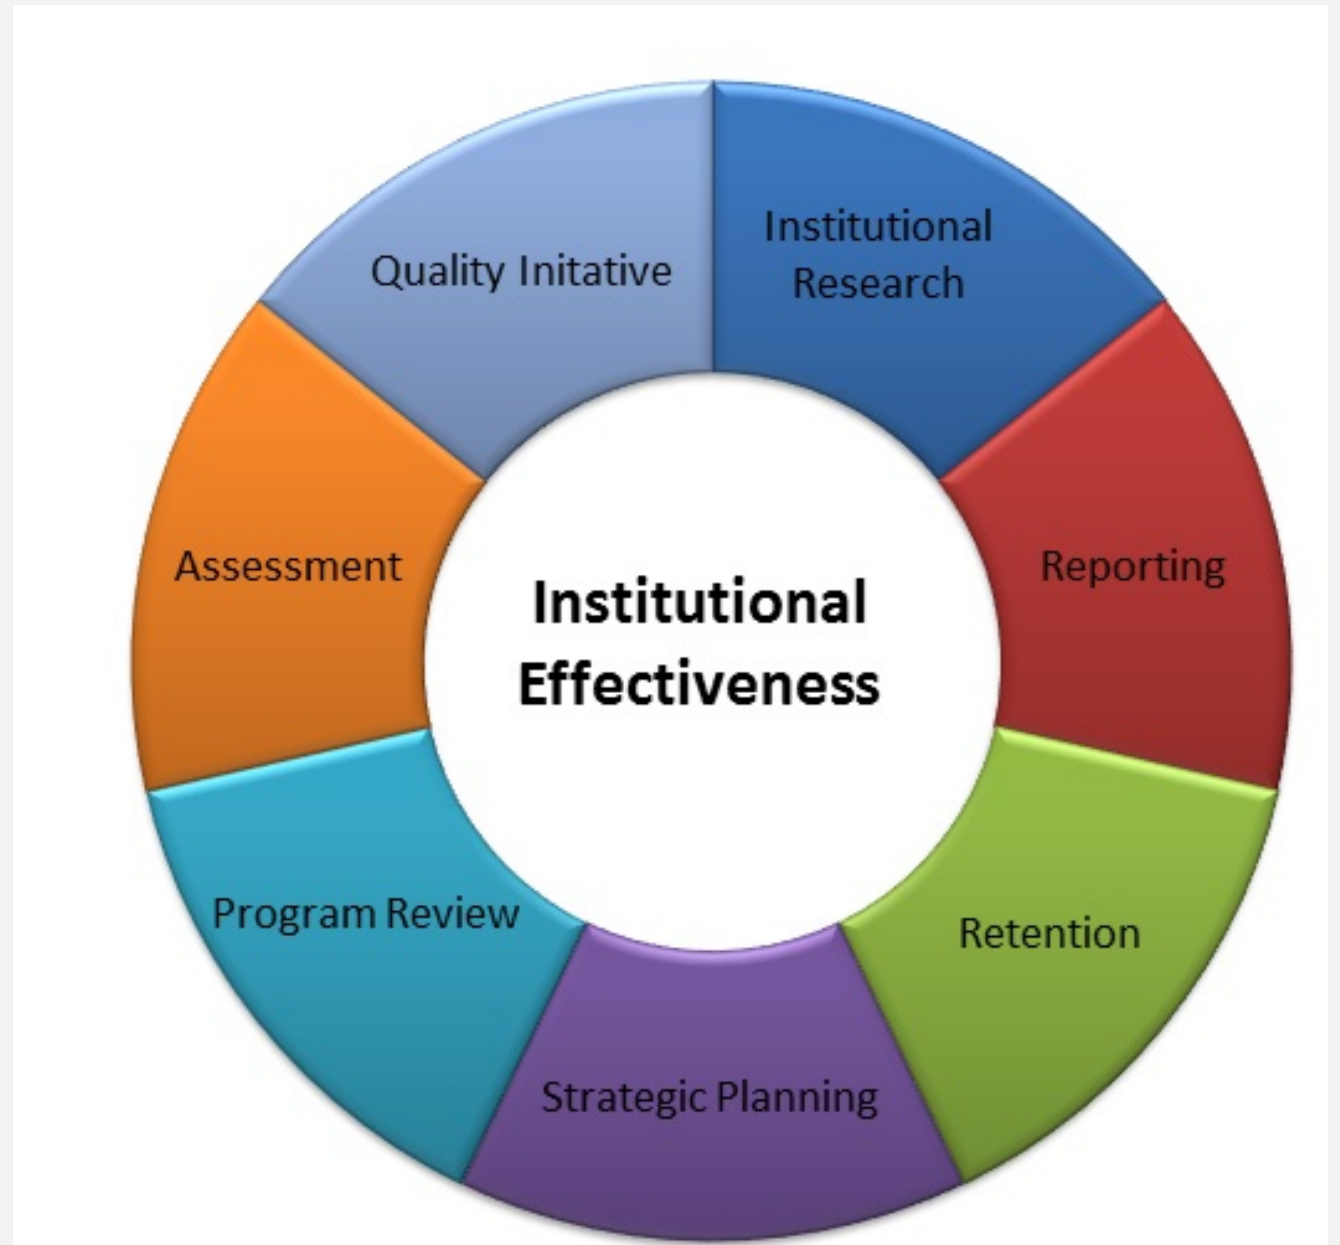 Quality Initative
Institutional
Research
Assessment
Institutional
Effectiveness
Reporting
Program Review
Retention
Strategic Planning